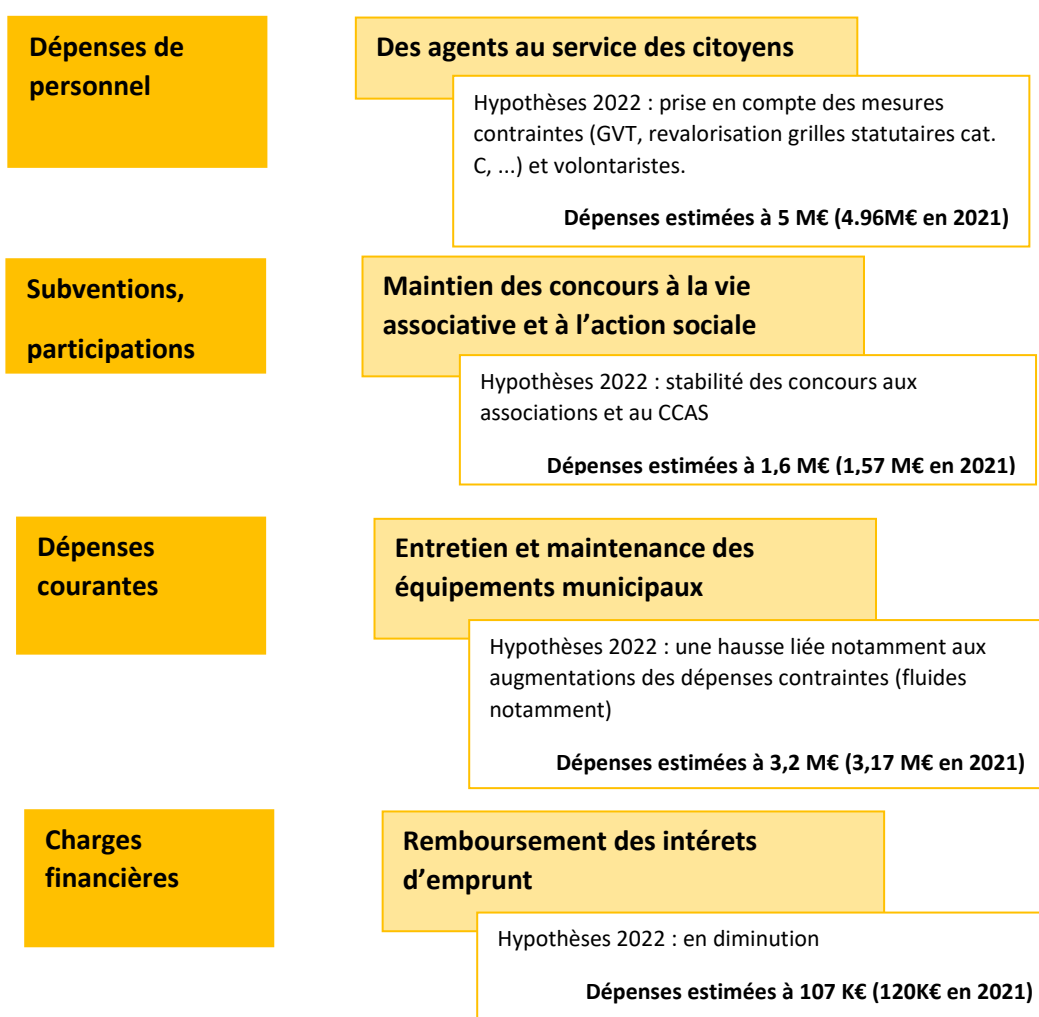 Dépenses de
personnel
Des agents au service des citoyens
Hypothèses 2022 : prise en compte des mesures
contraintes (GVT, revalorisation grilles statutaires cat.
C, ...) et volontaristes.
Dépenses estimées à 5 M€ (4.96M€ en 2021)
Subventions,
participations
Maintien des concours à la vie
associative et à l’action sociale
Hypothèses 2022 : stabilité des concours aux
associations et au CCAS
Dépenses estimées à 1,6 M€ (1,57 M€ en 2021)
Dépenses
courantes
Entretien et maintenance des
équipements municipaux
Hypothèses 2022 : une hausse liée notamment aux
augmentations des dépenses contraintes (fluides
notamment)
Dépenses estimées à 3,2 M€ (3,17 M€ en 2021)
Charges
financières
Remboursement des intérets
d’emprunt
Hypothèses 2022 : en diminution
Dépenses estimées à 107 K€ (120K€ en 2021)